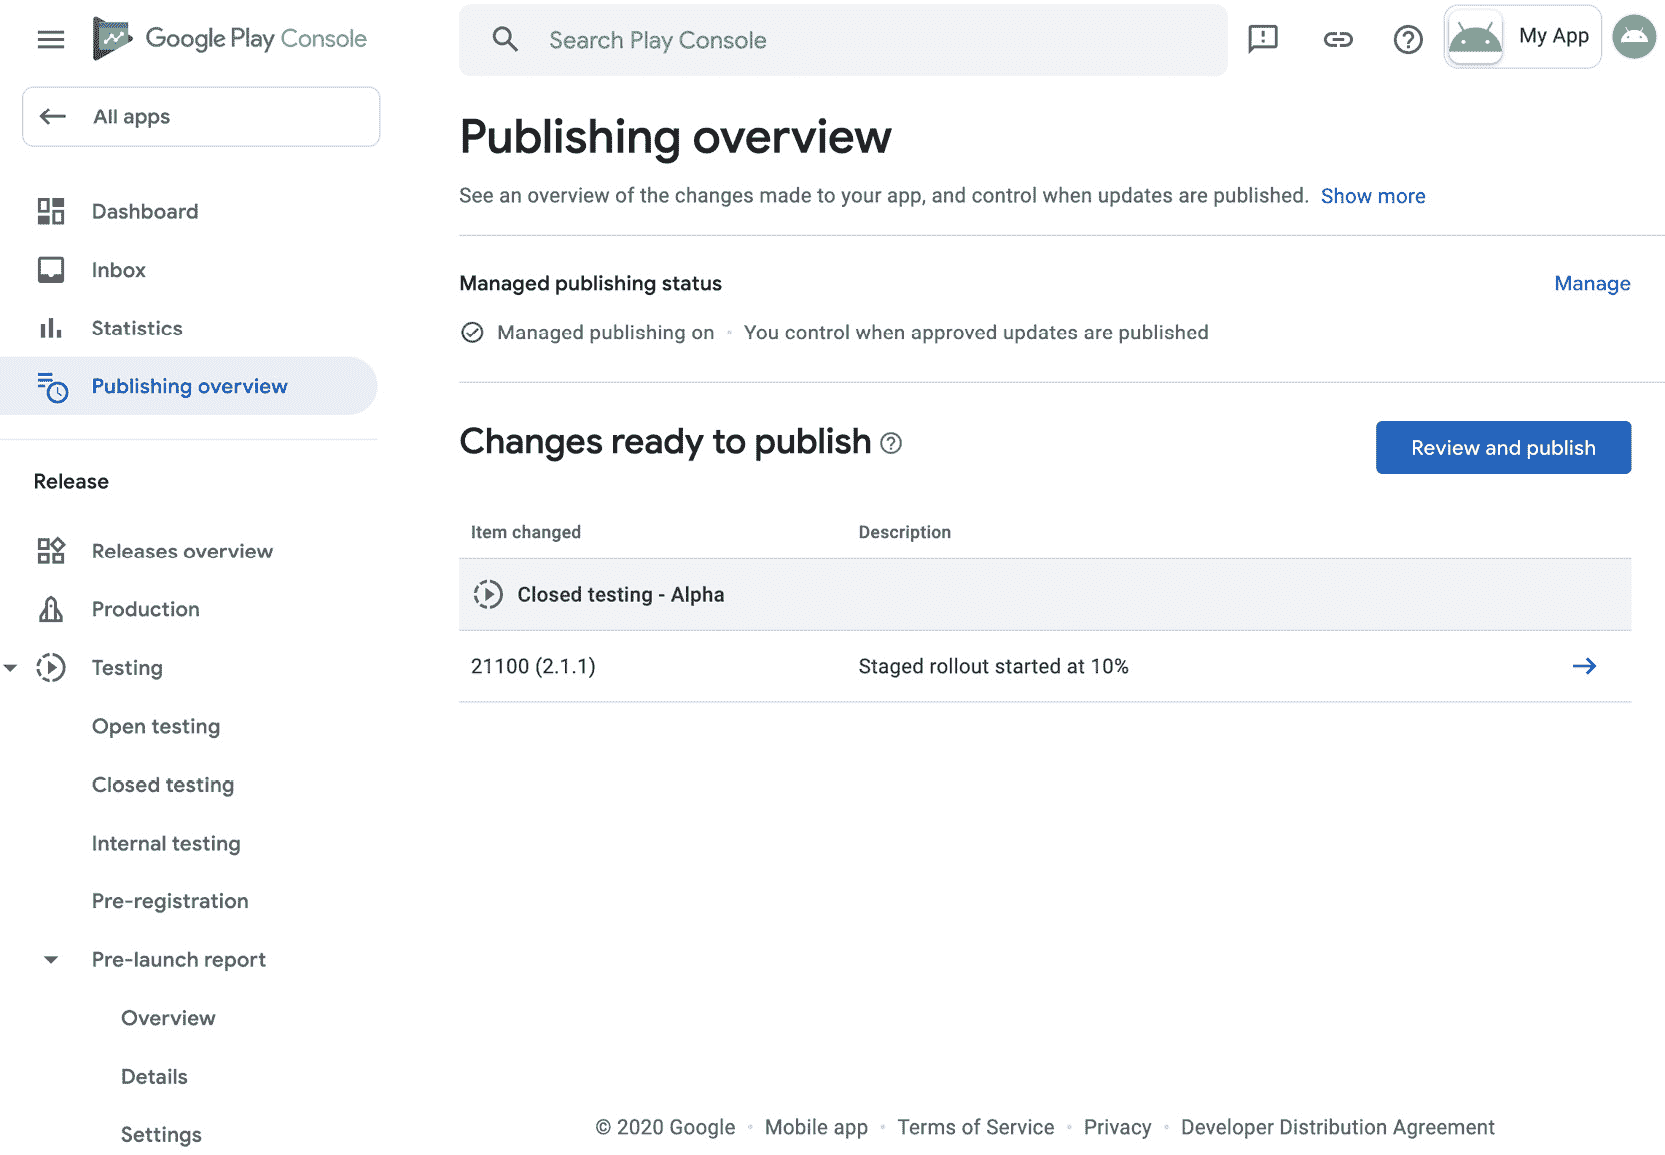 Google Play Console
Search Play Console
My App
All apps
Dashboard
Inbox
Statistics
Publishing overview
Release
Releases overview
Production
Testing
Open testing
Closed testing
Internal testing
Pre-registration
Pre-launch report
Overview
Details
Settings
Publishing overview
See an overview of the changes made to your app, and control when updates are published. Show more
Managed publishing status Manage
Managed publishing on · You control when approved updates are published
Changes ready to publish Review and publish
Item changed Description
Closed testing - Alpha
21100 (2.1.1) Staged rollout started at 10%
© 2020 Google · Mobile app · Terms of Service · Privacy · Developer Distribution Agreement